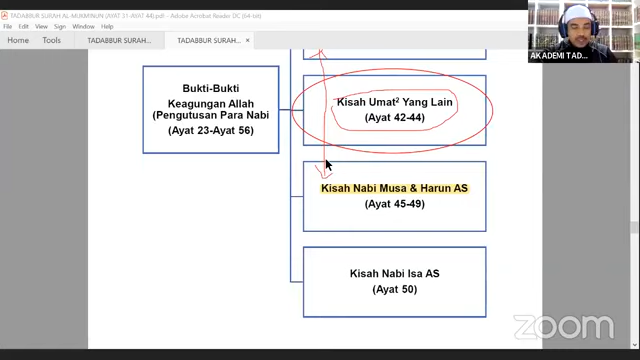 TADABBUR SURAH AL-MUKMINUN (AYAT 31-AYAT 44).pdf - Adobe Acrobat Reader DC (64-bit)
File Edit View Sign Window Help
Home Tools TADABBUR SURAH... TADABBUR SURAH... ×
AKADEMI TAD...
Bukti-Bukti
Keagungan Allah
(Pengutusan Para Nabi
(Ayat 23-Ayat 56)
Kisah Umat² Yang Lain
(Ayat 42-44)
Kisah Nabi Musa & Harun AS
(Ayat 45-49)
Kisah Nabi Isa AS
(Ayat 50)
zoom